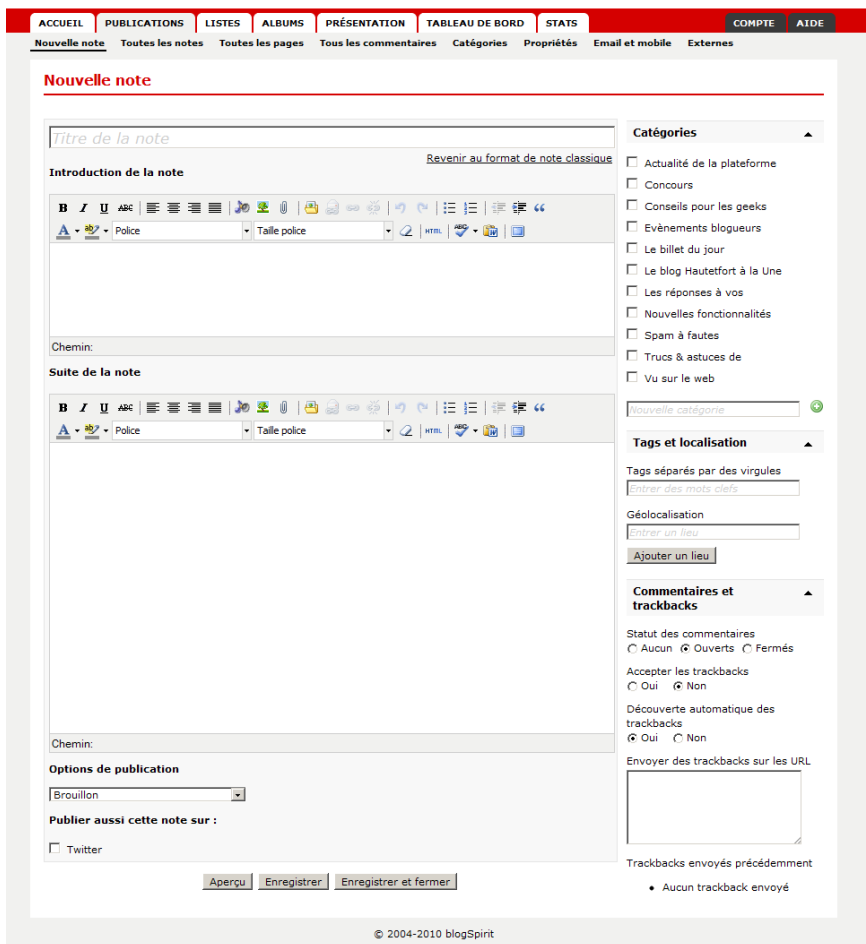 ACCUEIL PUBLICATIONS LISTES ALBUMS PRÉSENTATION TABLEAU DE BORD STATS COMPTE AIDE
Nouvelle note Toutes les notes Toutes les pages Tous les commentaires Catégories Propriétés Email et mobile Externes
Nouvelle note
Titre de la note
Revenir au format de note classique
Introduction de la note
B I U ABC
A ab Police Taille police HTML ABC
Chemin:
Suite de la note
B I U ABC
A ab Police Taille police HTML ABC
Chemin:
Options de publication
Brouillon
Publier aussi cette note sur :
Twitter
Aperçu Enregistrer Enregistrer et fermer
Catégories
Actualité de la plateforme
Concours
Conseils pour les geeks
Evènements blogueurs
Le billet du jour
Le blog Hautetfort à la Une
Les réponses à vos
Nouvelles fonctionnalités
Spam à fautes
Trucs & astuces de
Vu sur le web
Nouvelle catégorie
Tags et localisation
Tags séparés par des virgules
Entrer des mots clefs
Géolocalisation
Entrer un lieu
Ajouter un lieu
Commentaires et
trackbacks
Statut des commentaires
Aucun Ouverts Fermés
Accepter les trackbacks
Oui Non
Découverte automatique des
trackbacks
Oui Non
Envoyer des trackbacks sur les URL
Trackbacks envoyés précédemment
• Aucun trackback envoyé
© 2004-2010 blogSpirit